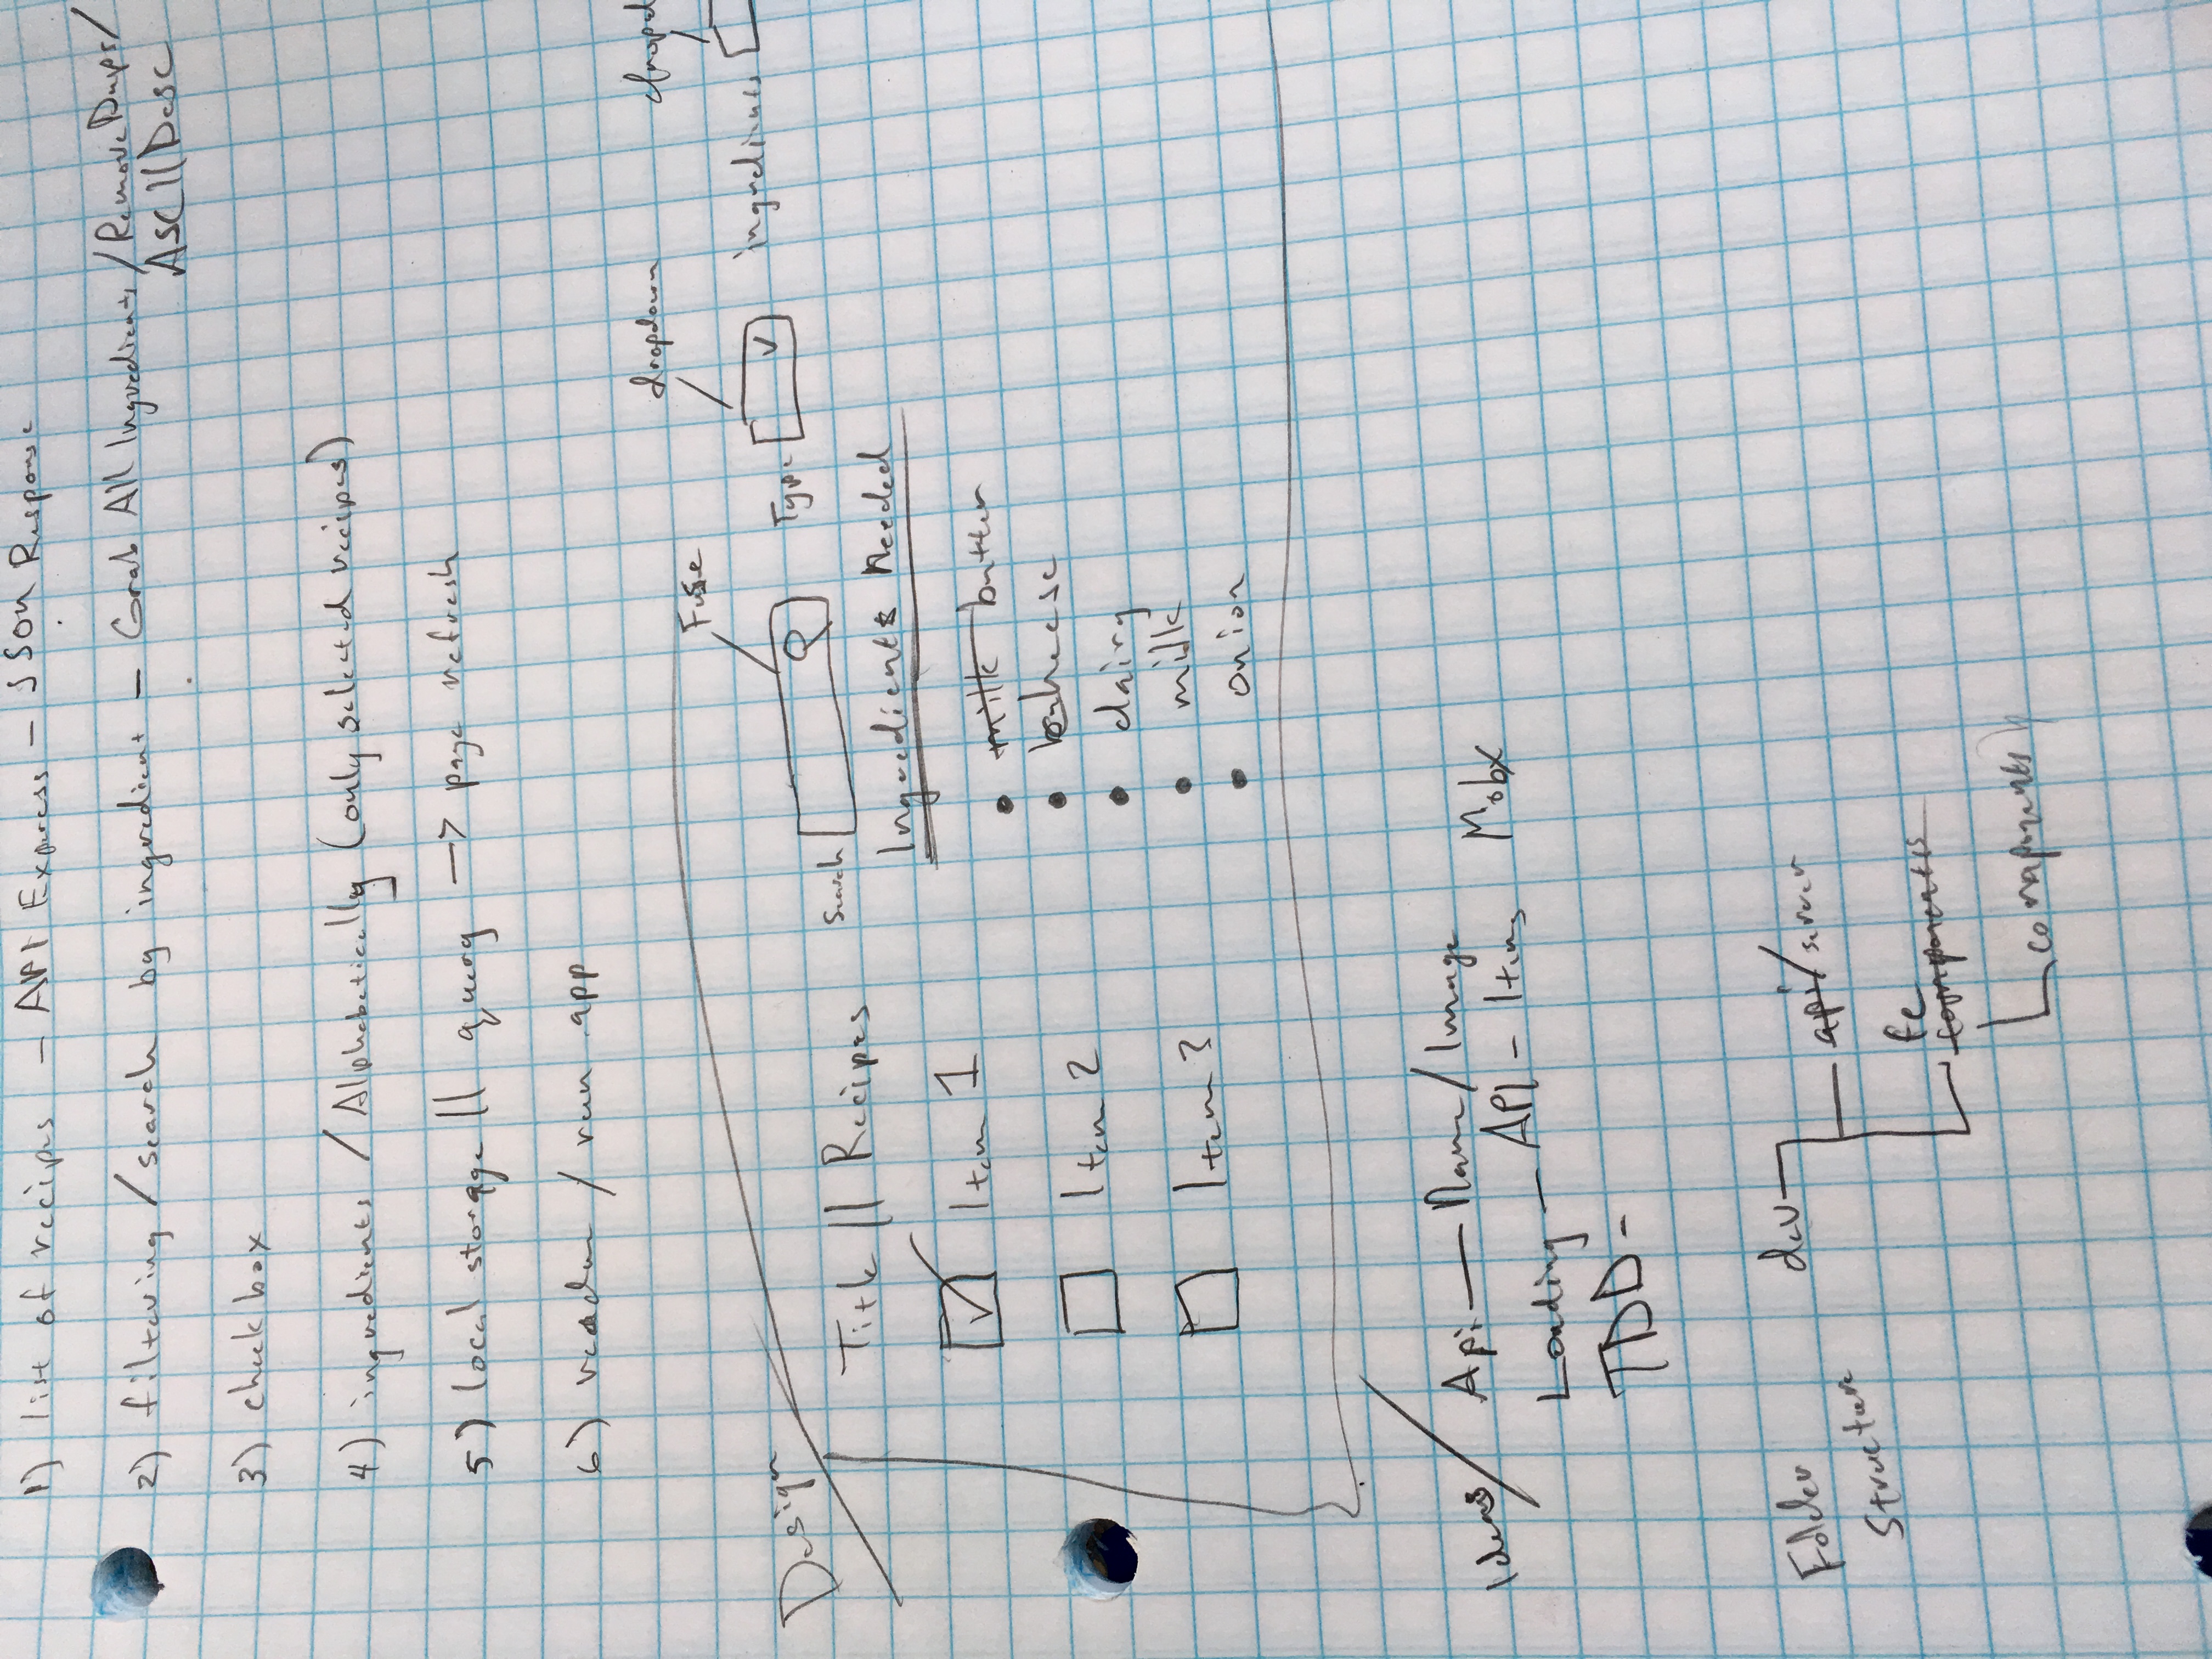 1) list of recipes - API Express - JSON Response
2) filtering / search by ingredient - Grab All Ingredients / Remove Dups /
ASC || Desc
3) check box
4) ingredients / Alphabetically (only selected recipes)
5) local storage || query -> page refresh
6) / run app
dropdown
Fuse
Design
Search
Type
ingredients
Title || Recipes
Ingredients Needed
Item 1
Item 2
Item 3
• milk butter
• cheese
• dairy
• milk
• onion
Ideas
Api — Name / Image
Loading - API - Items
Mobx
TDD -
Folder
Structure
dev
api / server
fe
components
components